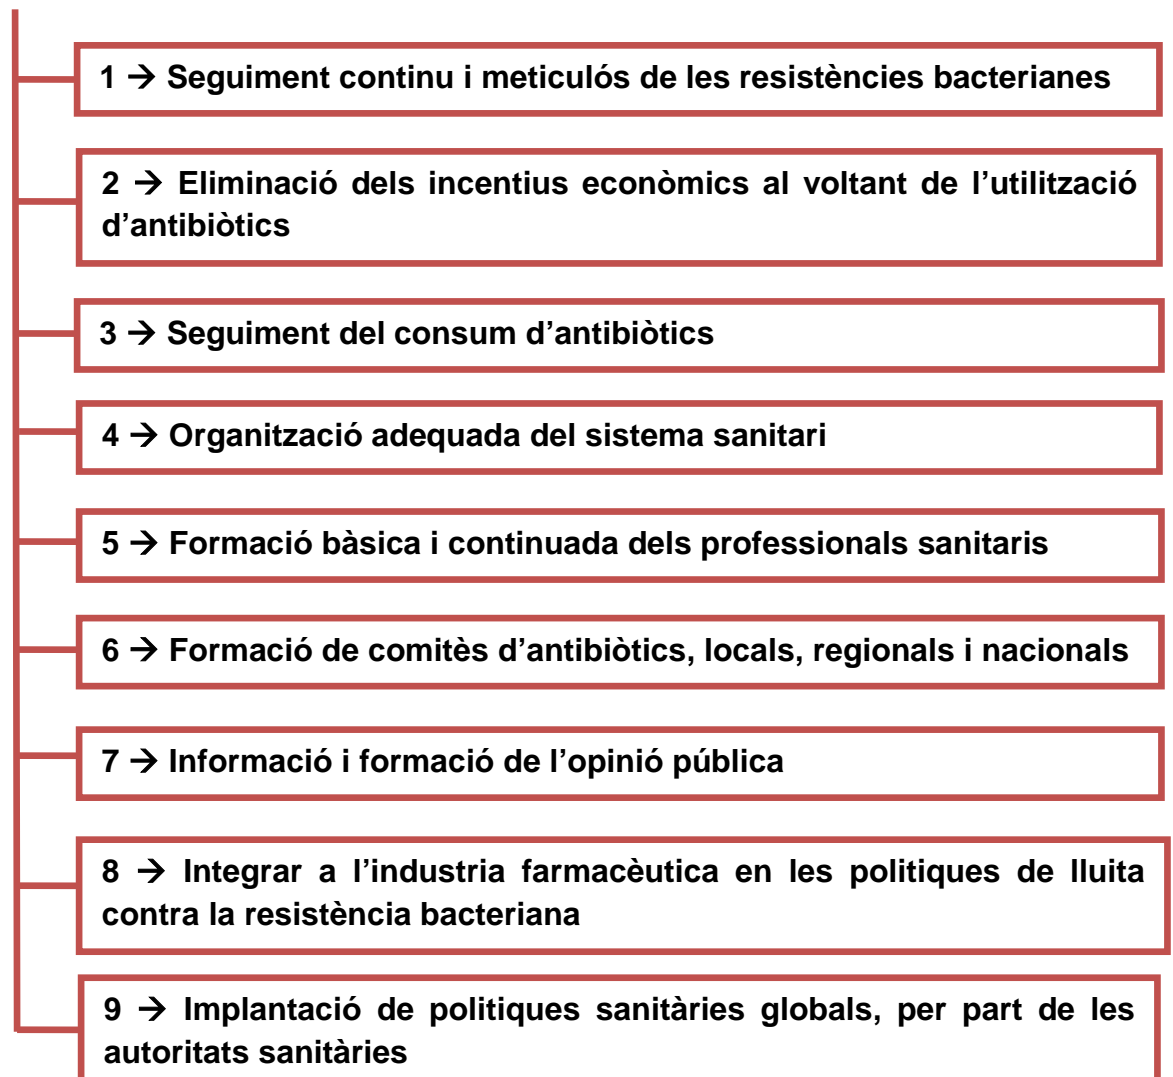 1 → Seguiment continu i meticulós de les resistències bacterianes
2 → Eliminació dels incentius econòmics al voltant de l’utilització
d’antibiòtics
3 → Seguiment del consum d’antibiòtics
4 → Organització adequada del sistema sanitari
5 → Formació bàsica i continuada dels professionals sanitaris
6 → Formació de comitès d’antibiòtics, locals, regionals i nacionals
7 → Informació i formació de l’opinió pública
8 → Integrar a l’industria farmacèutica en les politiques de lluita
contra la resistència bacteriana
9 → Implantació de politiques sanitàries globals, per part de les
autoritats sanitàries